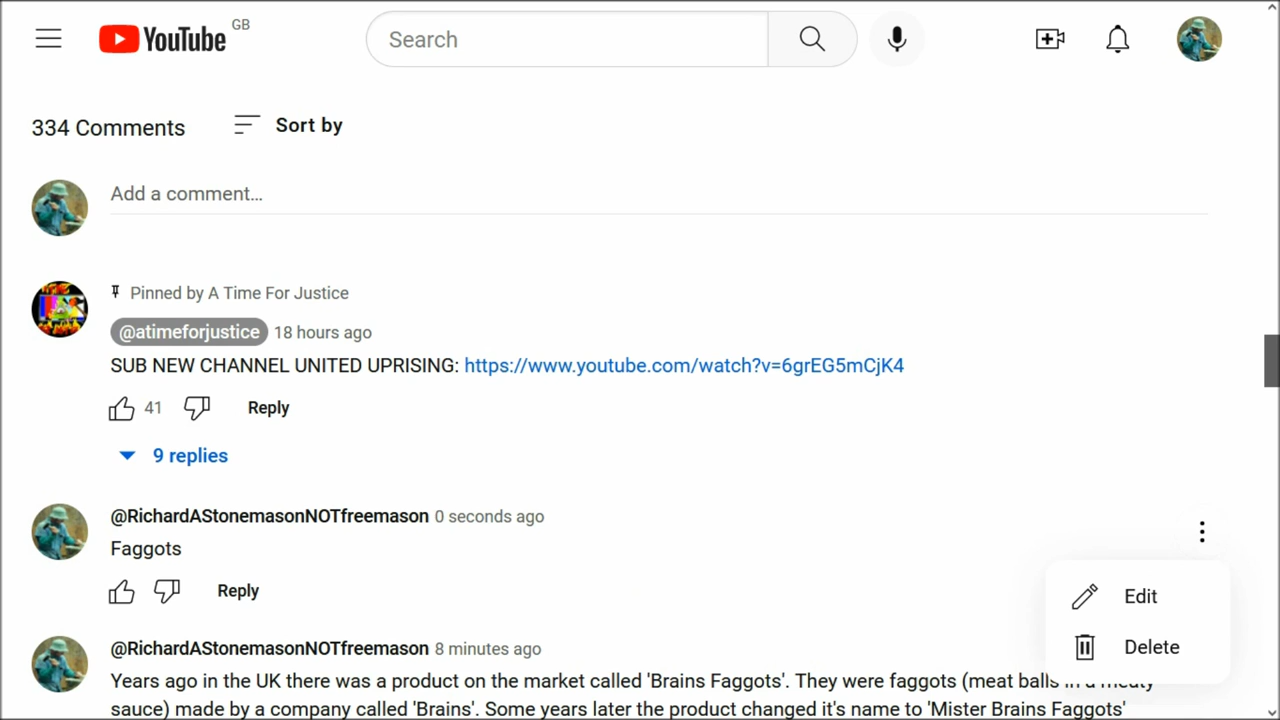 YouTube GB
Search
334 Comments
Sort by
Add a comment...
Pinned by A Time For Justice
@atimeforjustice 18 hours ago
SUB NEW CHANNEL UNITED UPRISING: https://www.youtube.com/watch?v=6grEG5mCjK4
41
Reply
9 replies
@RichardAStonemasonNOTfreemason 0 seconds ago
Faggots
Reply
Edit
Delete
@RichardAStonemasonNOTfreemason 8 minutes ago
Years ago in the UK there was a product on the market called 'Brains Faggots'. They were faggots (meat balls in a meaty
sauce) made by a company called 'Brains'. Some years later the product changed it's name to 'Mister Brains Faggots'